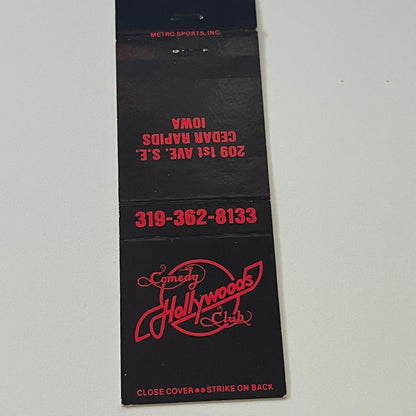 METRO SPORTS, INC.
209 1st AVE. S.E.
CEDAR RAPIDS
IOWA
319-362-8133
Comedy
Hollywoods
Club
CLOSE COVER●●STRIKE ON BACK